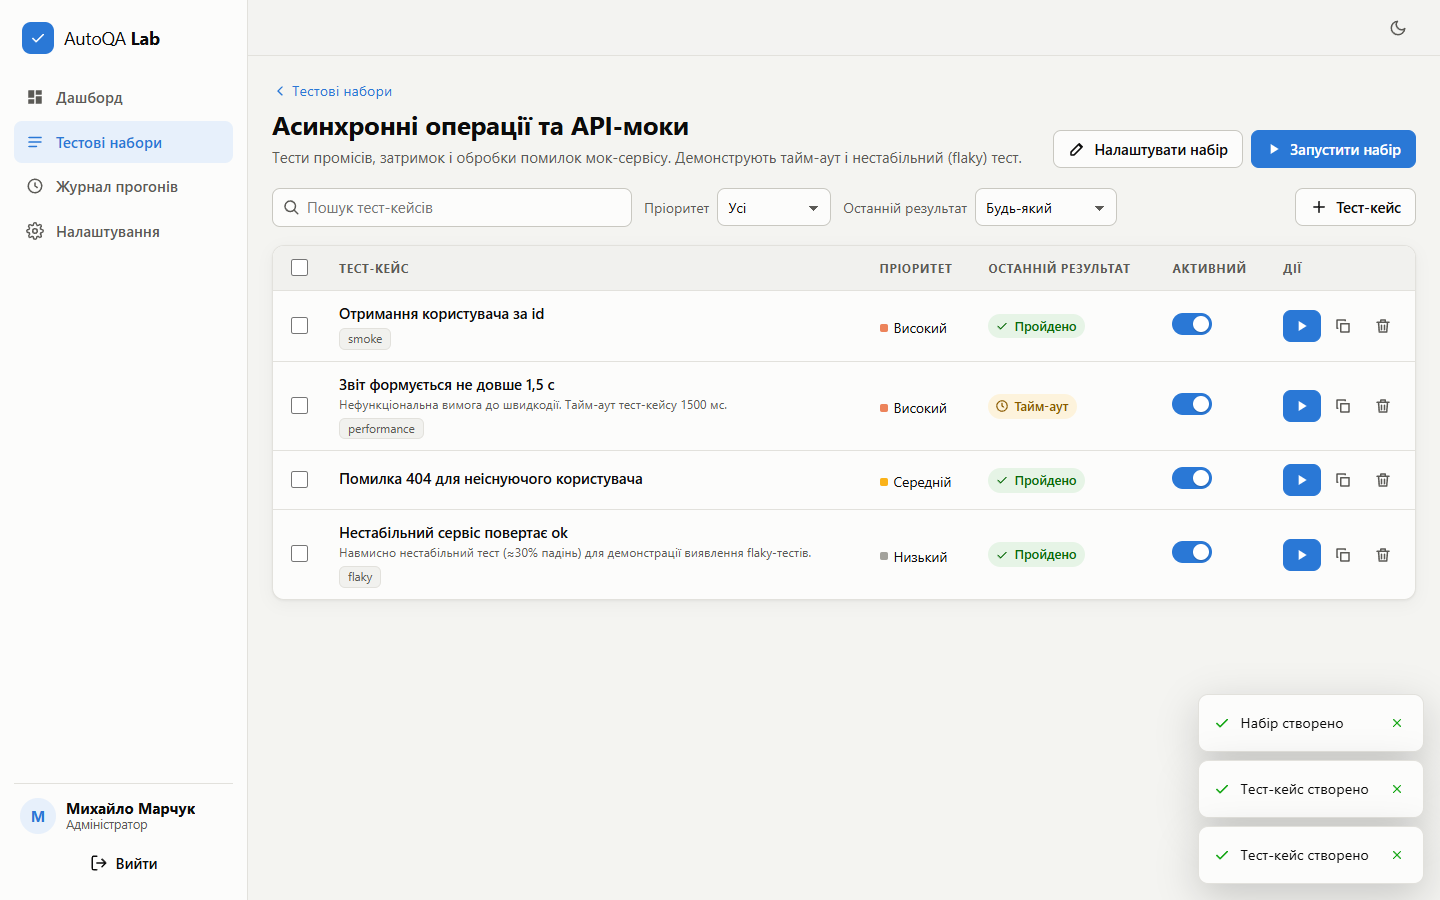 AutoQA Lab
Дашборд
Тестові набори
Журнал прогонів
Налаштування
Михайло Марчук
М
Адміністратор
Вийти
Тестові набори
Асинхронні операції та API-моки
Тести промісів, затримок і обробки помилок мок-сервісу. Демонструють тайм-аут і нестабільний (flaky) тест.
Налаштувати набір
Запустити набір
Пошук тест-кейсів
Пріоритет
Усі
Останній результат
Будь-який
Тест-кейс
ТЕСТ-КЕЙС ПРІОРИТЕТ ОСТАННІЙ РЕЗУЛЬТАТ АКТИВНИЙ ДІЇ
Отримання користувача за id
smoke
Високий
Пройдено
Звіт формується не довше 1,5 с
Нефункціональна вимога до швидкодії. Тайм-аут тест-кейсу 1500 мс.
performance
Високий
Тайм-аут
Помилка 404 для неіснуючого користувача
Середній
Пройдено
Нестабільний сервіс повертає ok
Навмисно нестабільний тест (≈30% падінь) для демонстрації виявлення flaky-тестів.
flaky
Низький
Пройдено
Набір створено
Тест-кейс створено
Тест-кейс створено